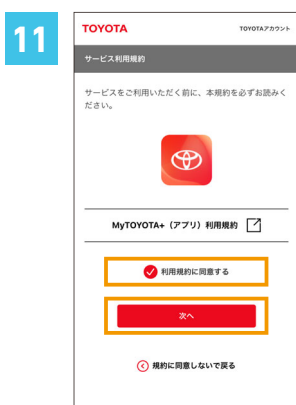 11
TOYOTA
TOYOTAアカウント
サービス利用規約
サービスをご利用いただく前に、本規約を必ずお読みく
ださい。
MyTOYOTA+（アプリ）利用規約
利用規約に同意する
次へ
規約に同意しないで戻る